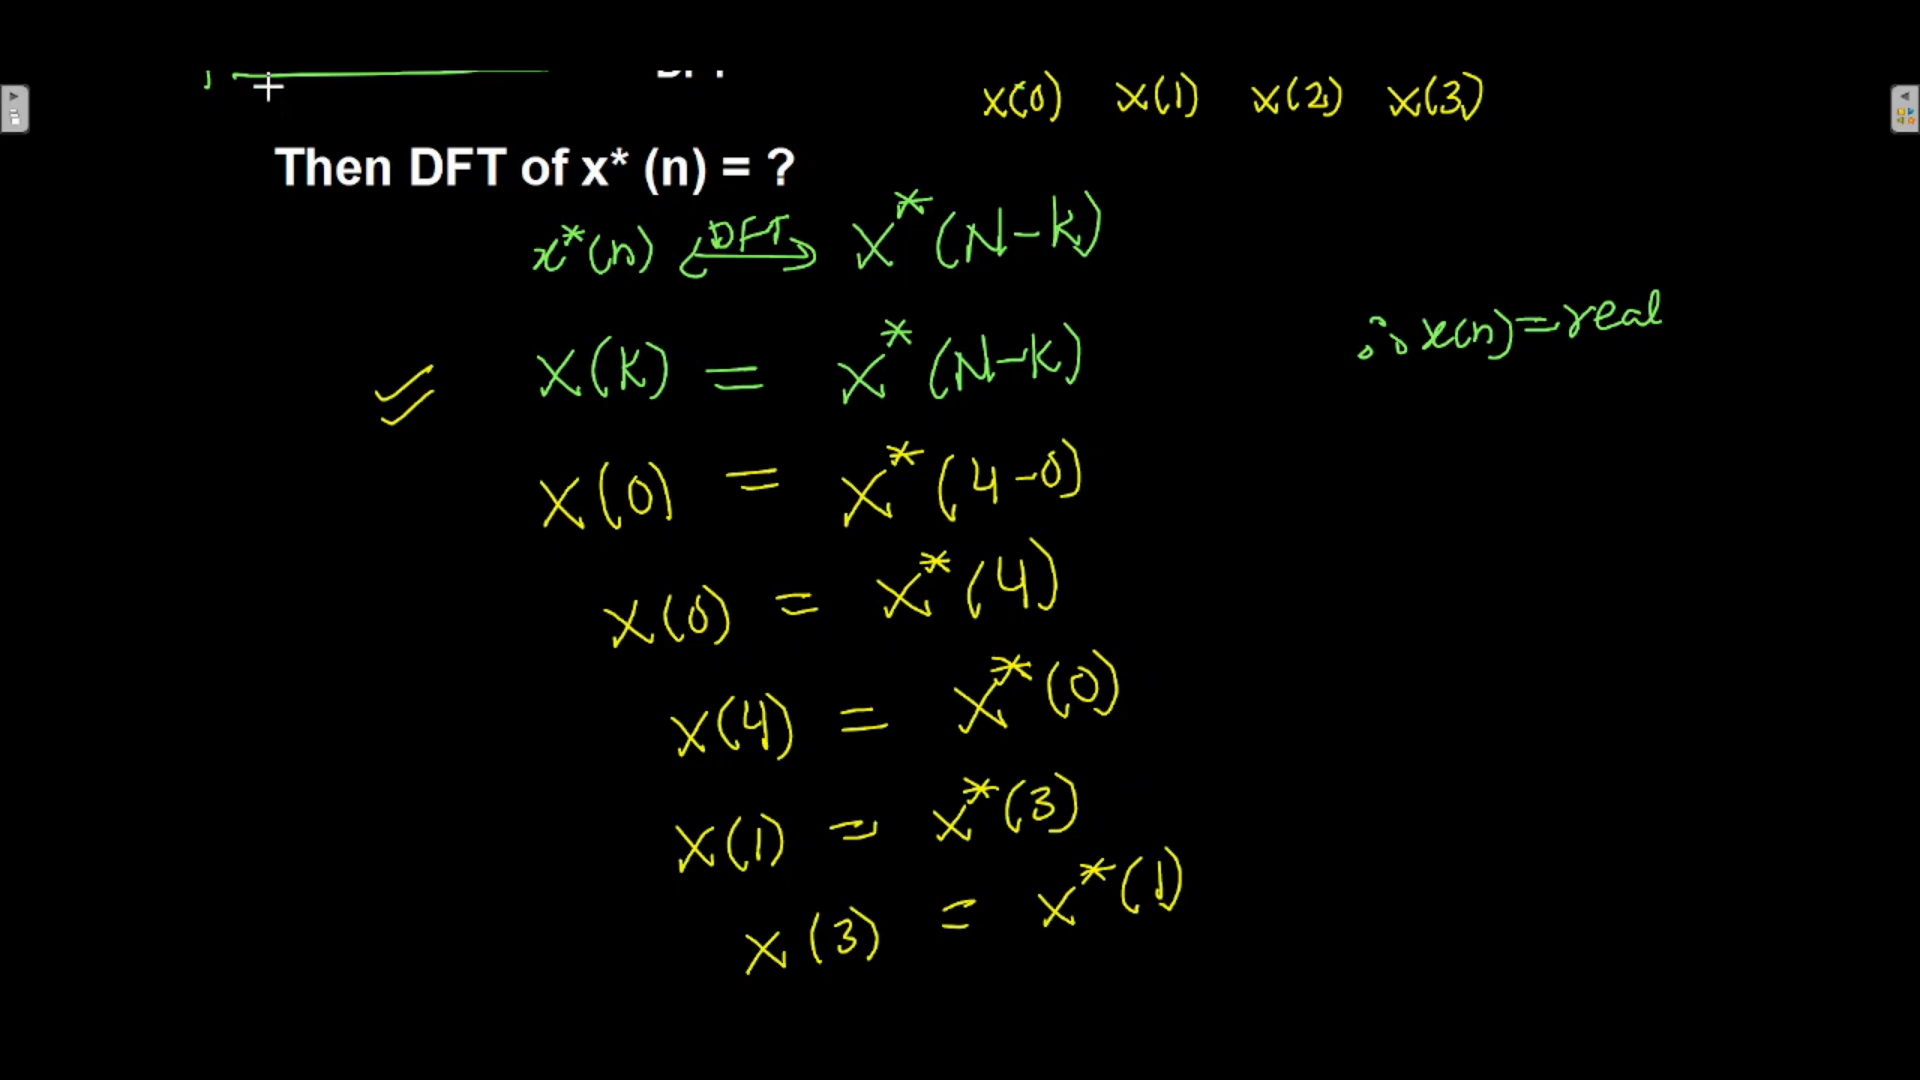 X(0) X(1) X(2) X(3)
Then DFT of x* (n) = ?
x*(n) DFT X*(N-k)
∴ x(n)=real
X(K) = X*(N-K)
X(0) = X*(4-0)
X(0) = X*(4)
X(4) = X*(0)
X(1) = X*(3)
X(3) = X*(1)